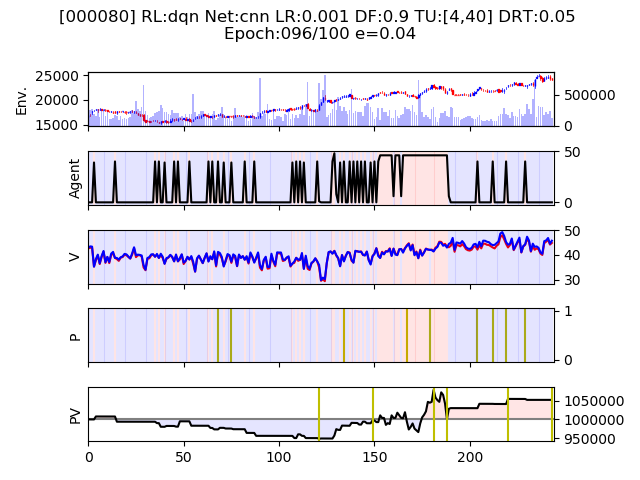 [000080] RL:dqn Net:cnn LR:0.001 DF:0.9 TU:[4,40] DRT:0.05
Epoch:096/100 e=0.04
Env.
25000
20000
15000
500000
0
Agent
50
0
V
50
40
30
P
1
0
PV
1050000
1000000
950000
0
50
100
150
200